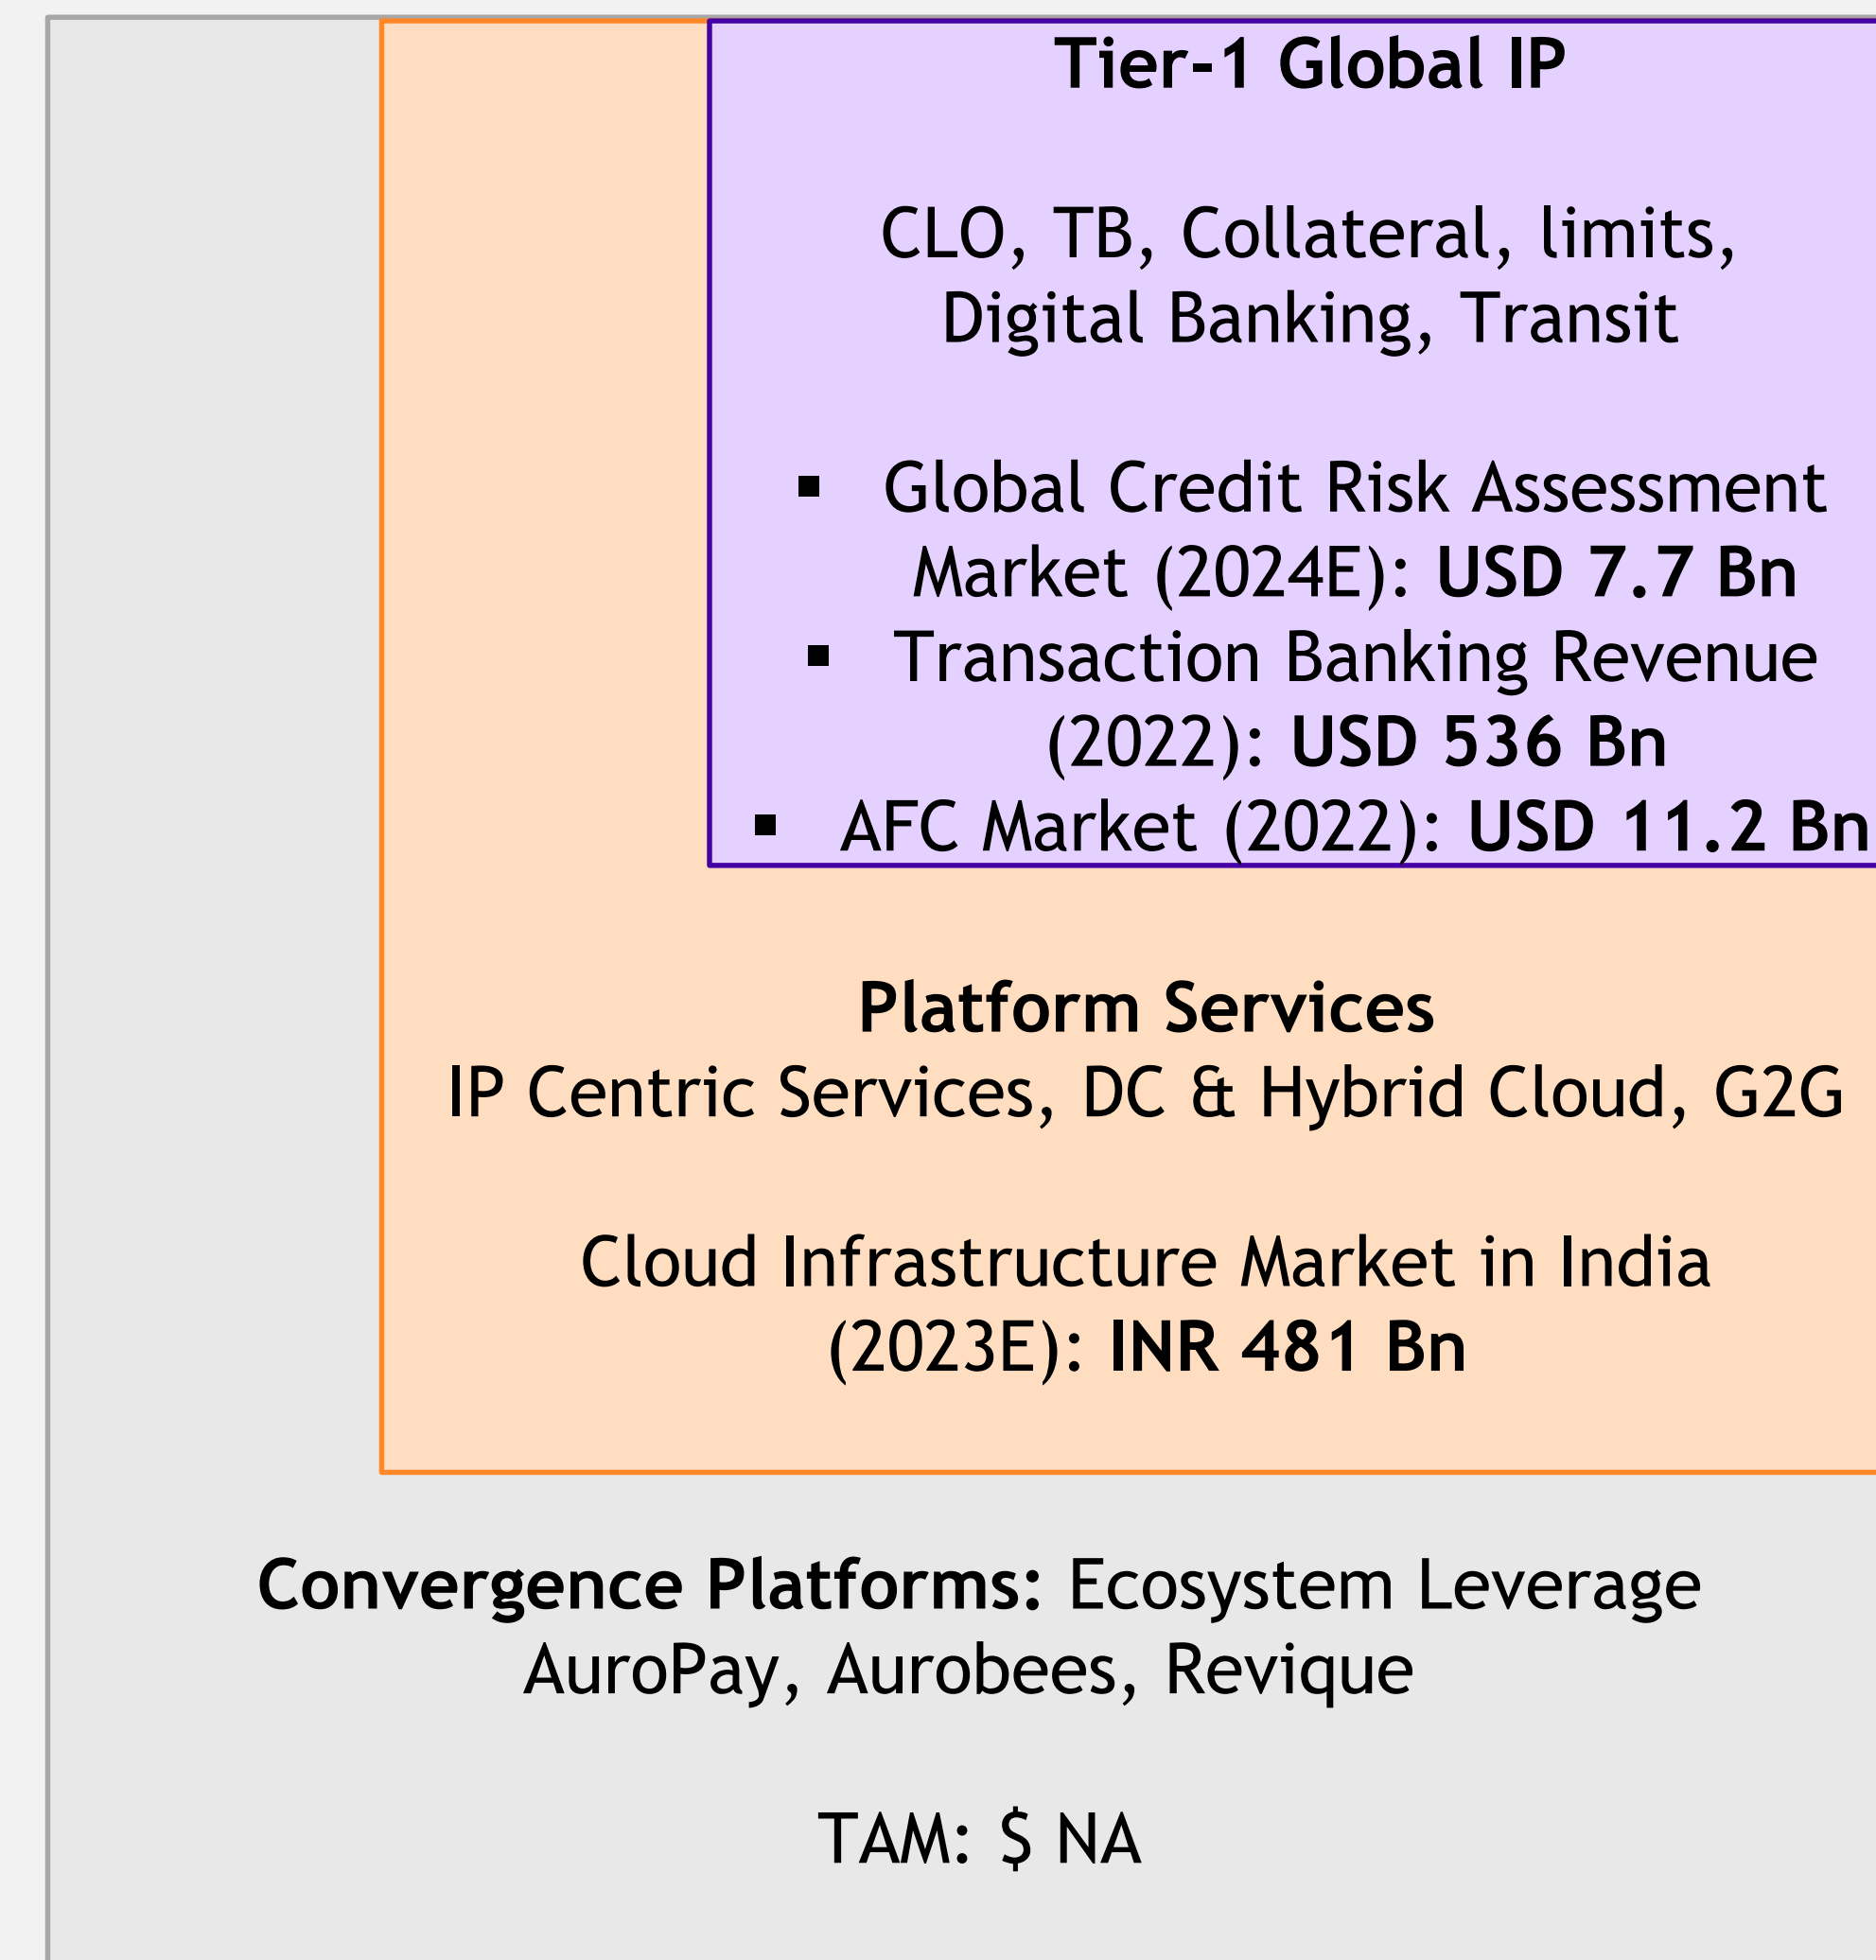 Tier-1 Global IP
CLO, TB, Collateral, limits,
Digital Banking, Transit
▪ Global Credit Risk Assessment
Market (2024E): USD 7.7 Bn
▪ Transaction Banking Revenue
(2022): USD 536 Bn
▪ AFC Market (2022): USD 11.2 Bn
Platform Services
IP Centric Services, DC & Hybrid Cloud, G2G
Cloud Infrastructure Market in India
(2023E): INR 481 Bn
Convergence Platforms: Ecosystem Leverage
AuroPay, Aurobees, Revique
TAM: $ NA